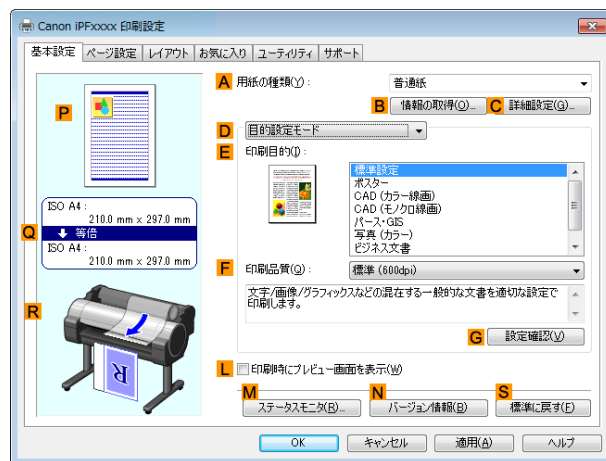 Canon iPFxxxx 印刷設定
基本設定 ページ設定 レイアウト お気に入り ユーティリティ サポート
P
A 用紙の種類(Y): 普通紙
B 情報の取得(O)... C 詳細設定(G)...
D 目的設定モード
E 印刷目的(I):
標準設定
ポスター
CAD (カラー線画)
CAD (モノクロ線画)
パース・GIS
写真 (カラー)
ビジネス文書
Q
ISO A4 :
210.0 mm × 297.0 mm
等倍
ISO A4 :
210.0 mm × 297.0 mm
F 印刷品質(Q): 標準 (600dpi)
文字/画像/グラフィックスなどの混在する一般的な文書を適切な設定で
印刷します。
R
R
G 設定確認(V)
L 印刷時にプレビュー画面を表示(W)
M N S
ステータスモニタ(R)... バージョン情報(B) 標準に戻す(F)
OK キャンセル 適用(A) ヘルプ